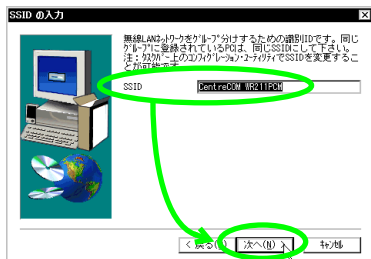 SSID の入力
無線LANﾈｯﾄﾜｰｸをｸﾞﾙｰﾌﾟ分けするための識別IDです。同じ
ｸﾞﾙｰﾌﾟに登録されているPCは、同じSSIDにして下さい。
注：ﾀｽｸﾊﾞｰ上のｺﾝﾌｨｸﾞﾚｰｼｮﾝ･ﾕｰﾃｨﾘﾃｨでSSIDを変更するこ
とが可能です
SSID
CentreCOM WR211PCM
< 戻る( 次へ(N) > ｷｬﾝｾﾙ